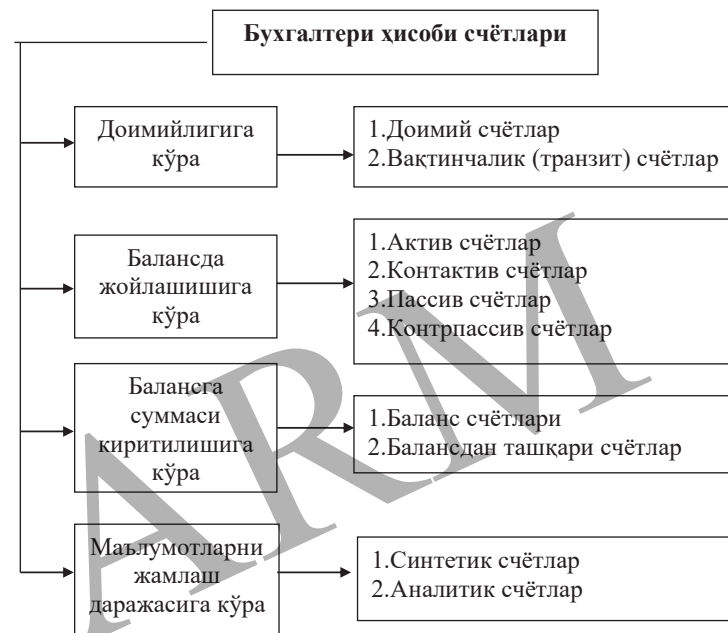 Бухгалтери ҳисоби счётлари
Доимийлигига
кўра
1.Доимий счётлар
2.Вақтинчалик (транзит) счётлар
Балансда
жойлашишига
кўра
1.Актив счётлар
2.Контактив счётлар
3.Пассив счётлар
4.Контрпассив счётлар
Балансга
суммаси
киритилишига
кўра
1.Баланс счётлари
2.Балансдан ташқари счётлар
Маълумотларни
жамлаш
даражасига кўра
1.Синтетик счётлар
2.Аналитик счётлар
ARM